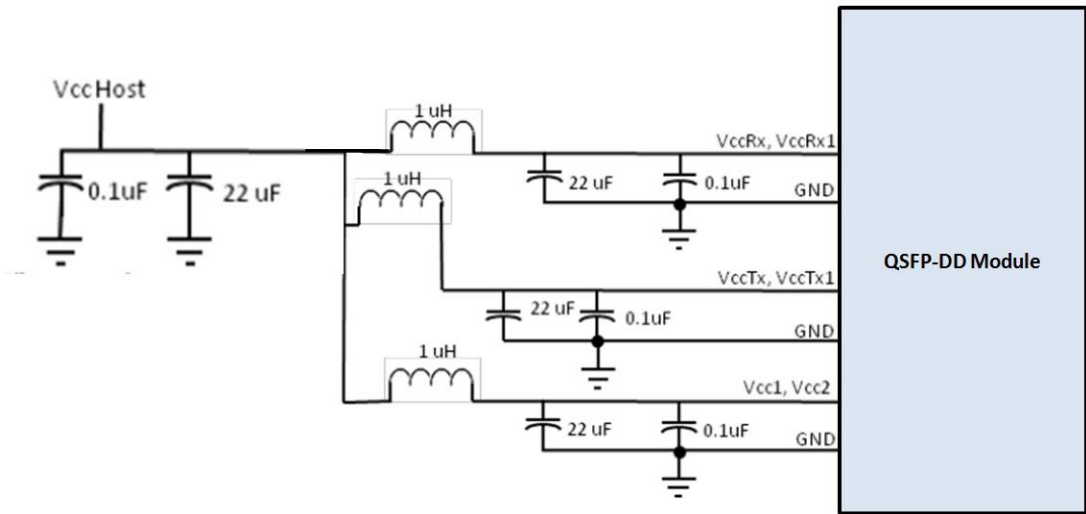 VccHost
1 uH
VccRx, VccRx1
0.1uF
22 uF
22 uF
0.1uF
1 uH
GND
QSFP-DD Module
VccTx, VccTx1
22 uF
0.1uF
GND
1 uH
Vcc1, Vcc2
22 uF
0.1uF
GND